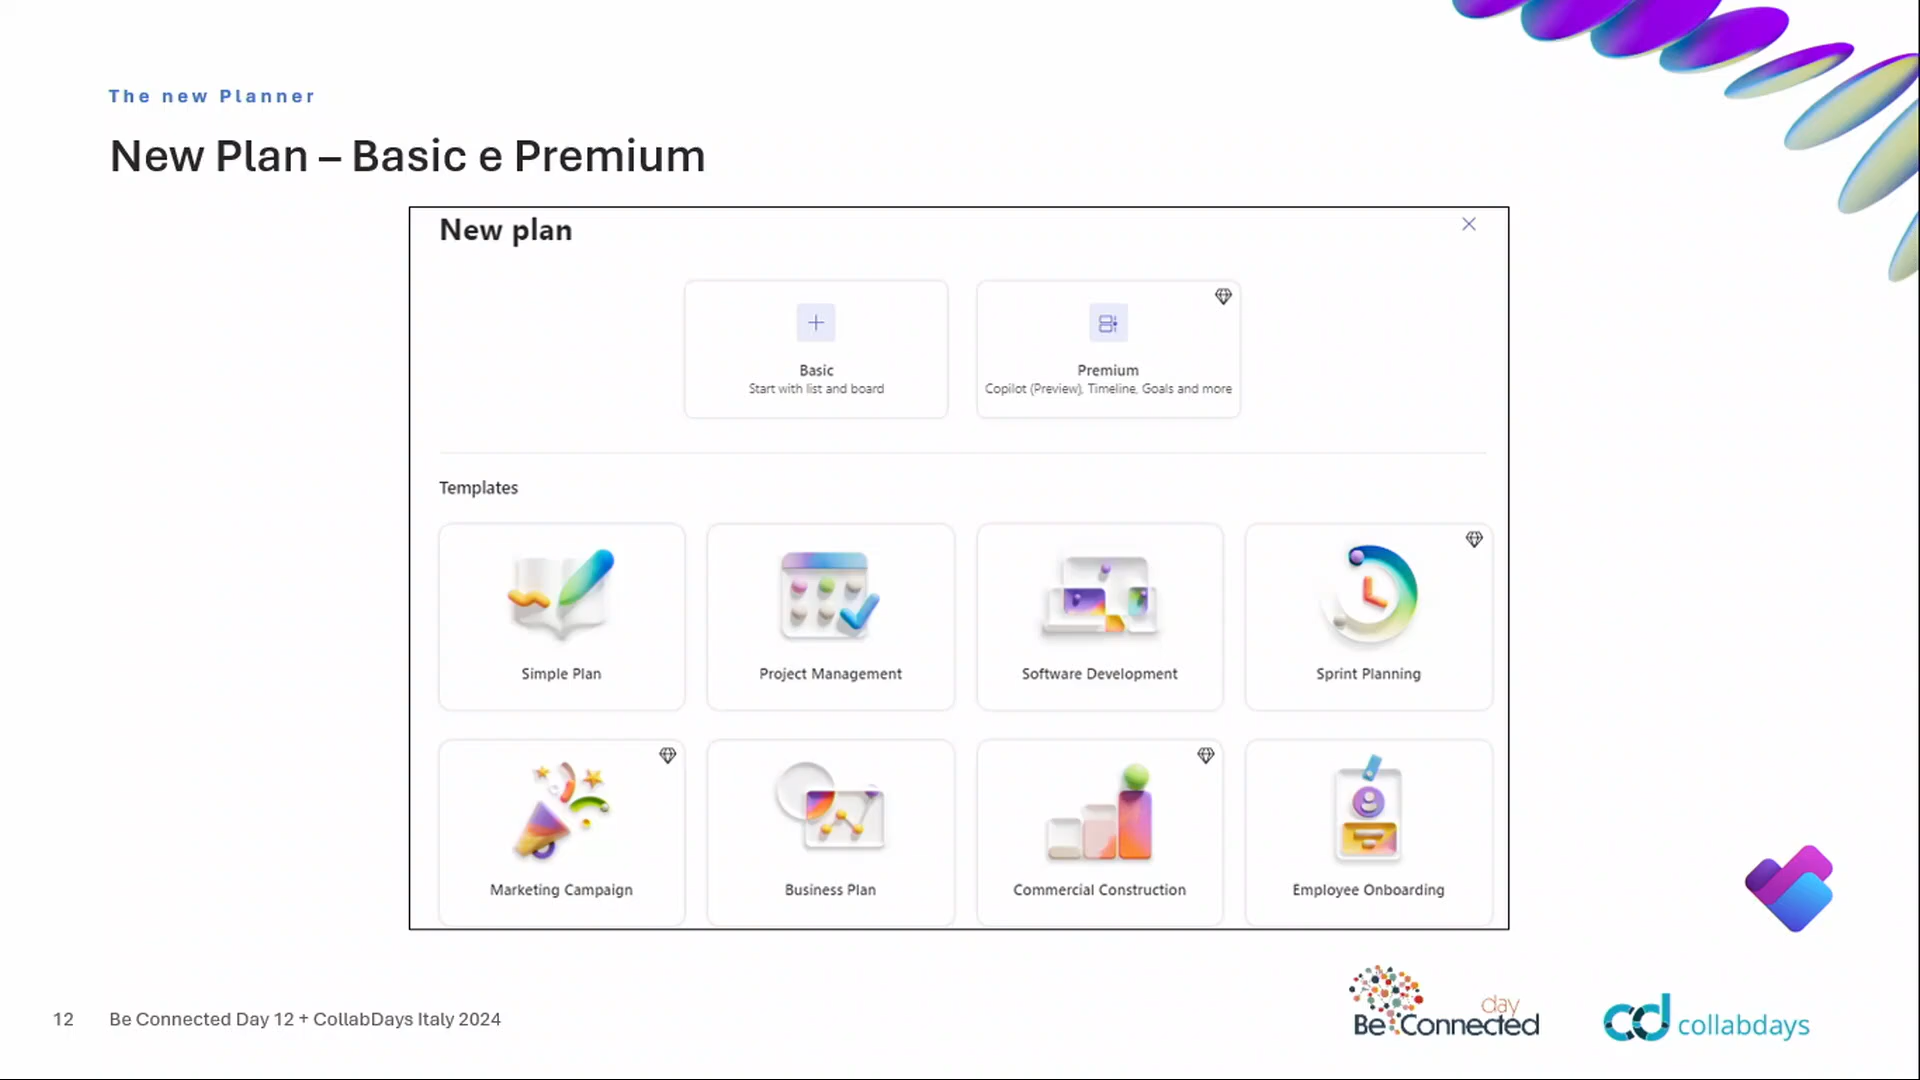 The new Planner
New Plan – Basic e Premium
New plan
Basic
Start with list and board
Premium
Copilot (Preview), Timeline, Goals and more
Templates
Simple Plan
Project Management
Software Development
Sprint Planning
Marketing Campaign
Business Plan
Commercial Construction
Employee Onboarding
12
Be Connected Day 12 + CollabDays Italy 2024
day
Be Connected
cd collabdays